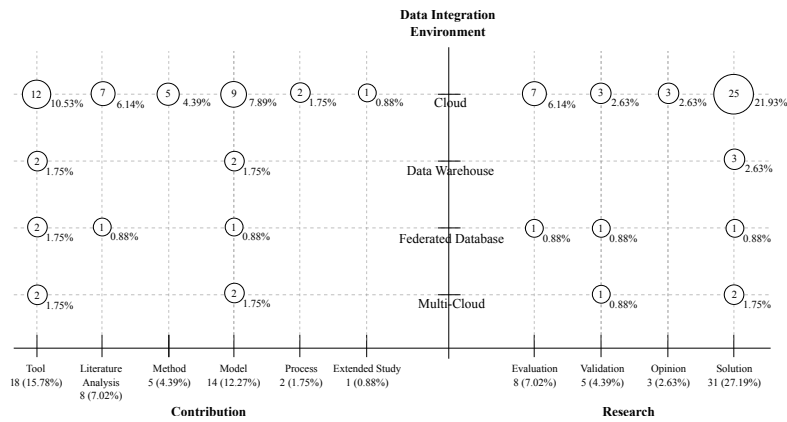 Data Integration
Environment
12 10.53% 7 6.14% 5 4.39% 9 7.89% 2 1.75% 1 0.88% Cloud 7 6.14% 3 2.63% 3 2.63% 25 21.93%
2 1.75% 2 1.75% Data Warehouse 3 2.63%
2 1.75% 1 0.88% 1 0.88% Federated Database 1 0.88% 1 0.88% 1 0.88%
2 1.75% 2 1.75% Multi-Cloud 1 0.88% 2 1.75%
Tool Literature Method Model Process Extended Study Evaluation Validation Opinion Solution
18 (15.78%) Analysis 5 (4.39%) 14 (12.27%) 2 (1.75%) 1 (0.88%) 8 (7.02%) 5 (4.39%) 3 (2.63%) 31 (27.19%)
8 (7.02%)
Contribution Research